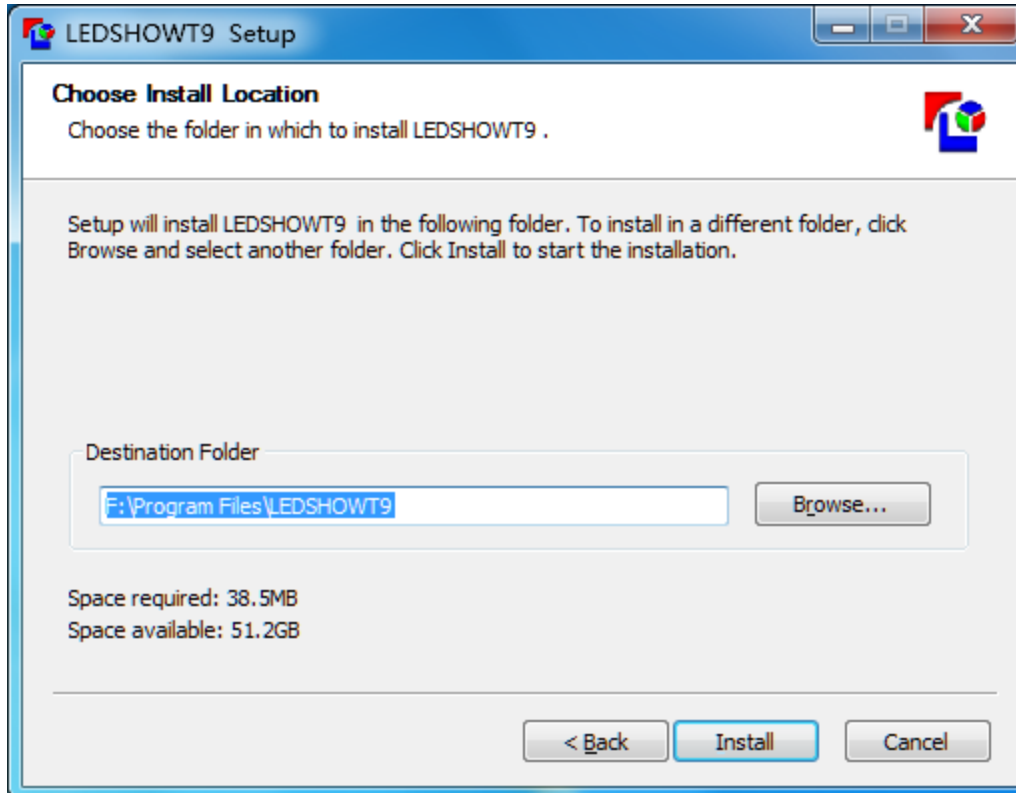 LEDSHOWT9  Setup
Choose Install Location
Choose the folder in which to install LEDSHOWT9 .
Setup will install LEDSHOWT9  in the following folder. To install in a different folder, click
Browse and select another folder. Click Install to start the installation.
Destination Folder
F:\Program Files\LEDSHOWT9
Browse...
Space required: 38.5MB
Space available: 51.2GB
< Back
Install
Cancel